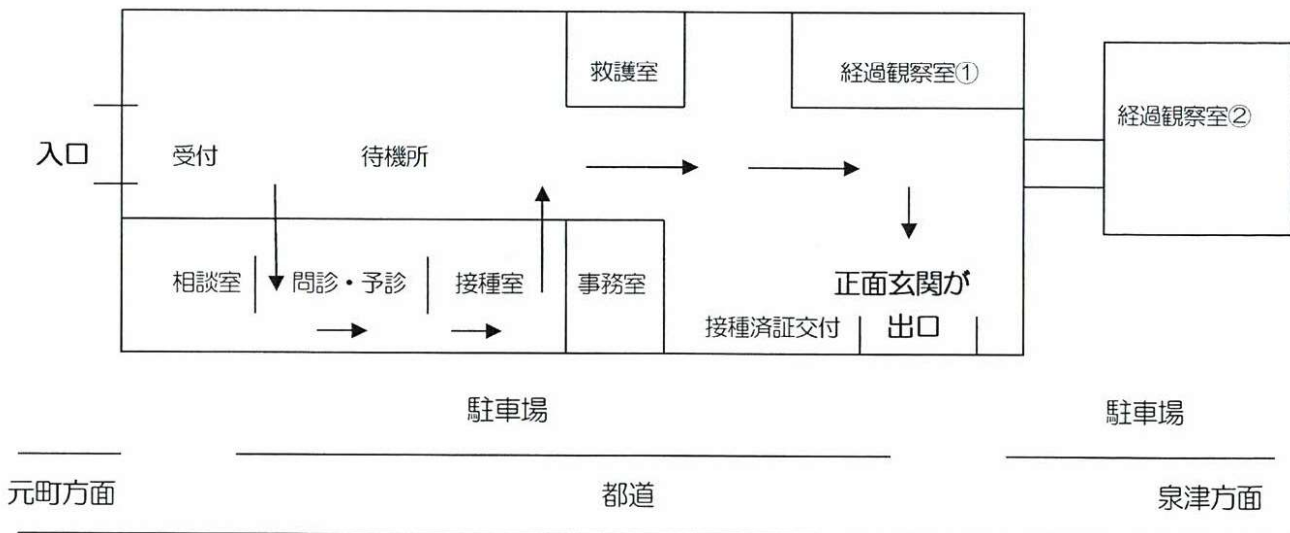 救護室
経過観察室①
経過観察室②
入口
受付
待機所
相談室
問診・予診
接種室
事務室
正面玄関が
出口
接種済証交付
駐車場
駐車場
元町方面
都道
泉津方面